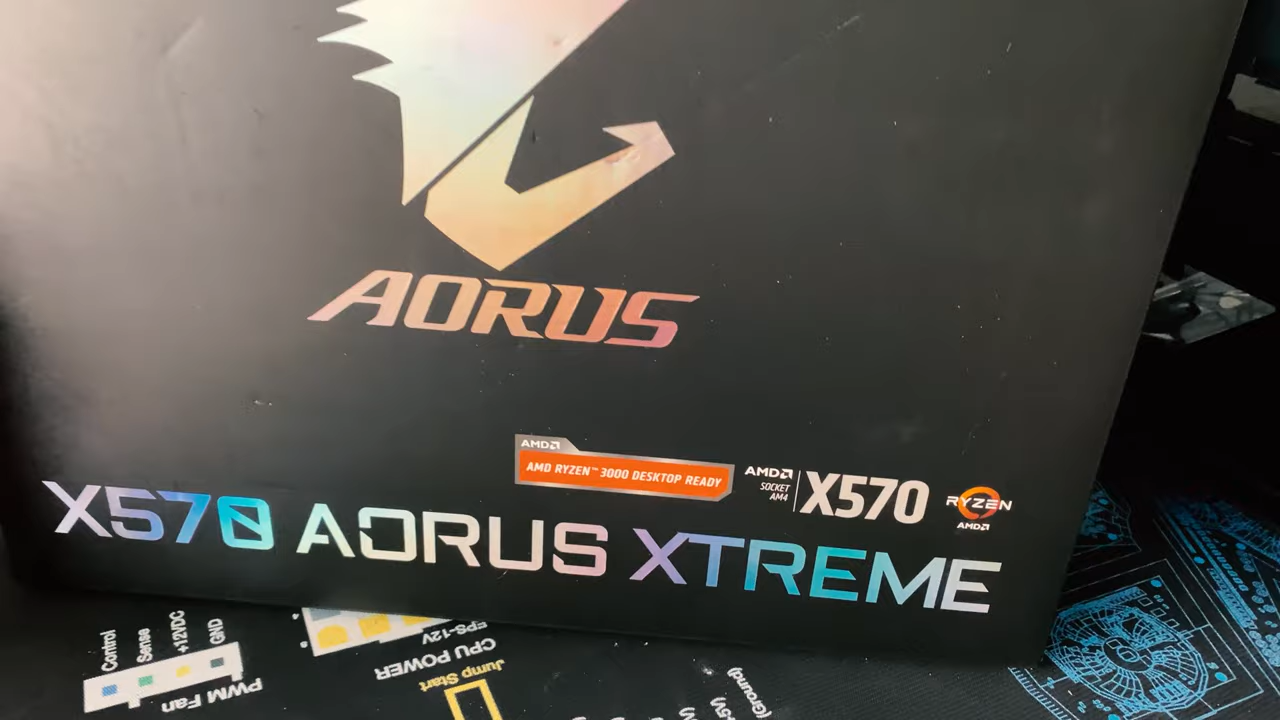 AORUS
AMD
AMD RYZEN™ 3000 DESKTOP READY
AMD
SOCKET
AM4
X570
RYZEN
AMD
X570 AORUS XTREME
Control
Sense
+12VDC
GND
PWM Fan
EPS-12V
CPU POWER
Jump Start
(Ground)